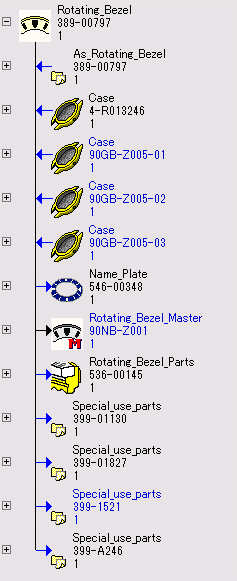 Rotating_Bezel
389-00797
1
As_Rotating_Bezel
389-00797
1
Case
4-R013246
1
Case
90GB-Z005-01
1
Case
90GB-Z005-02
1
Case
90GB-Z005-03
1
Name_Plate
546-00348
1
Rotating_Bezel_Master
90NB-Z001
1
M
Rotating_Bezel_Parts
536-00145
1
Special_use_parts
399-01130
1
Special_use_parts
399-01827
1
Special_use_parts
399-1521
1
Special_use_parts
399-A246
1